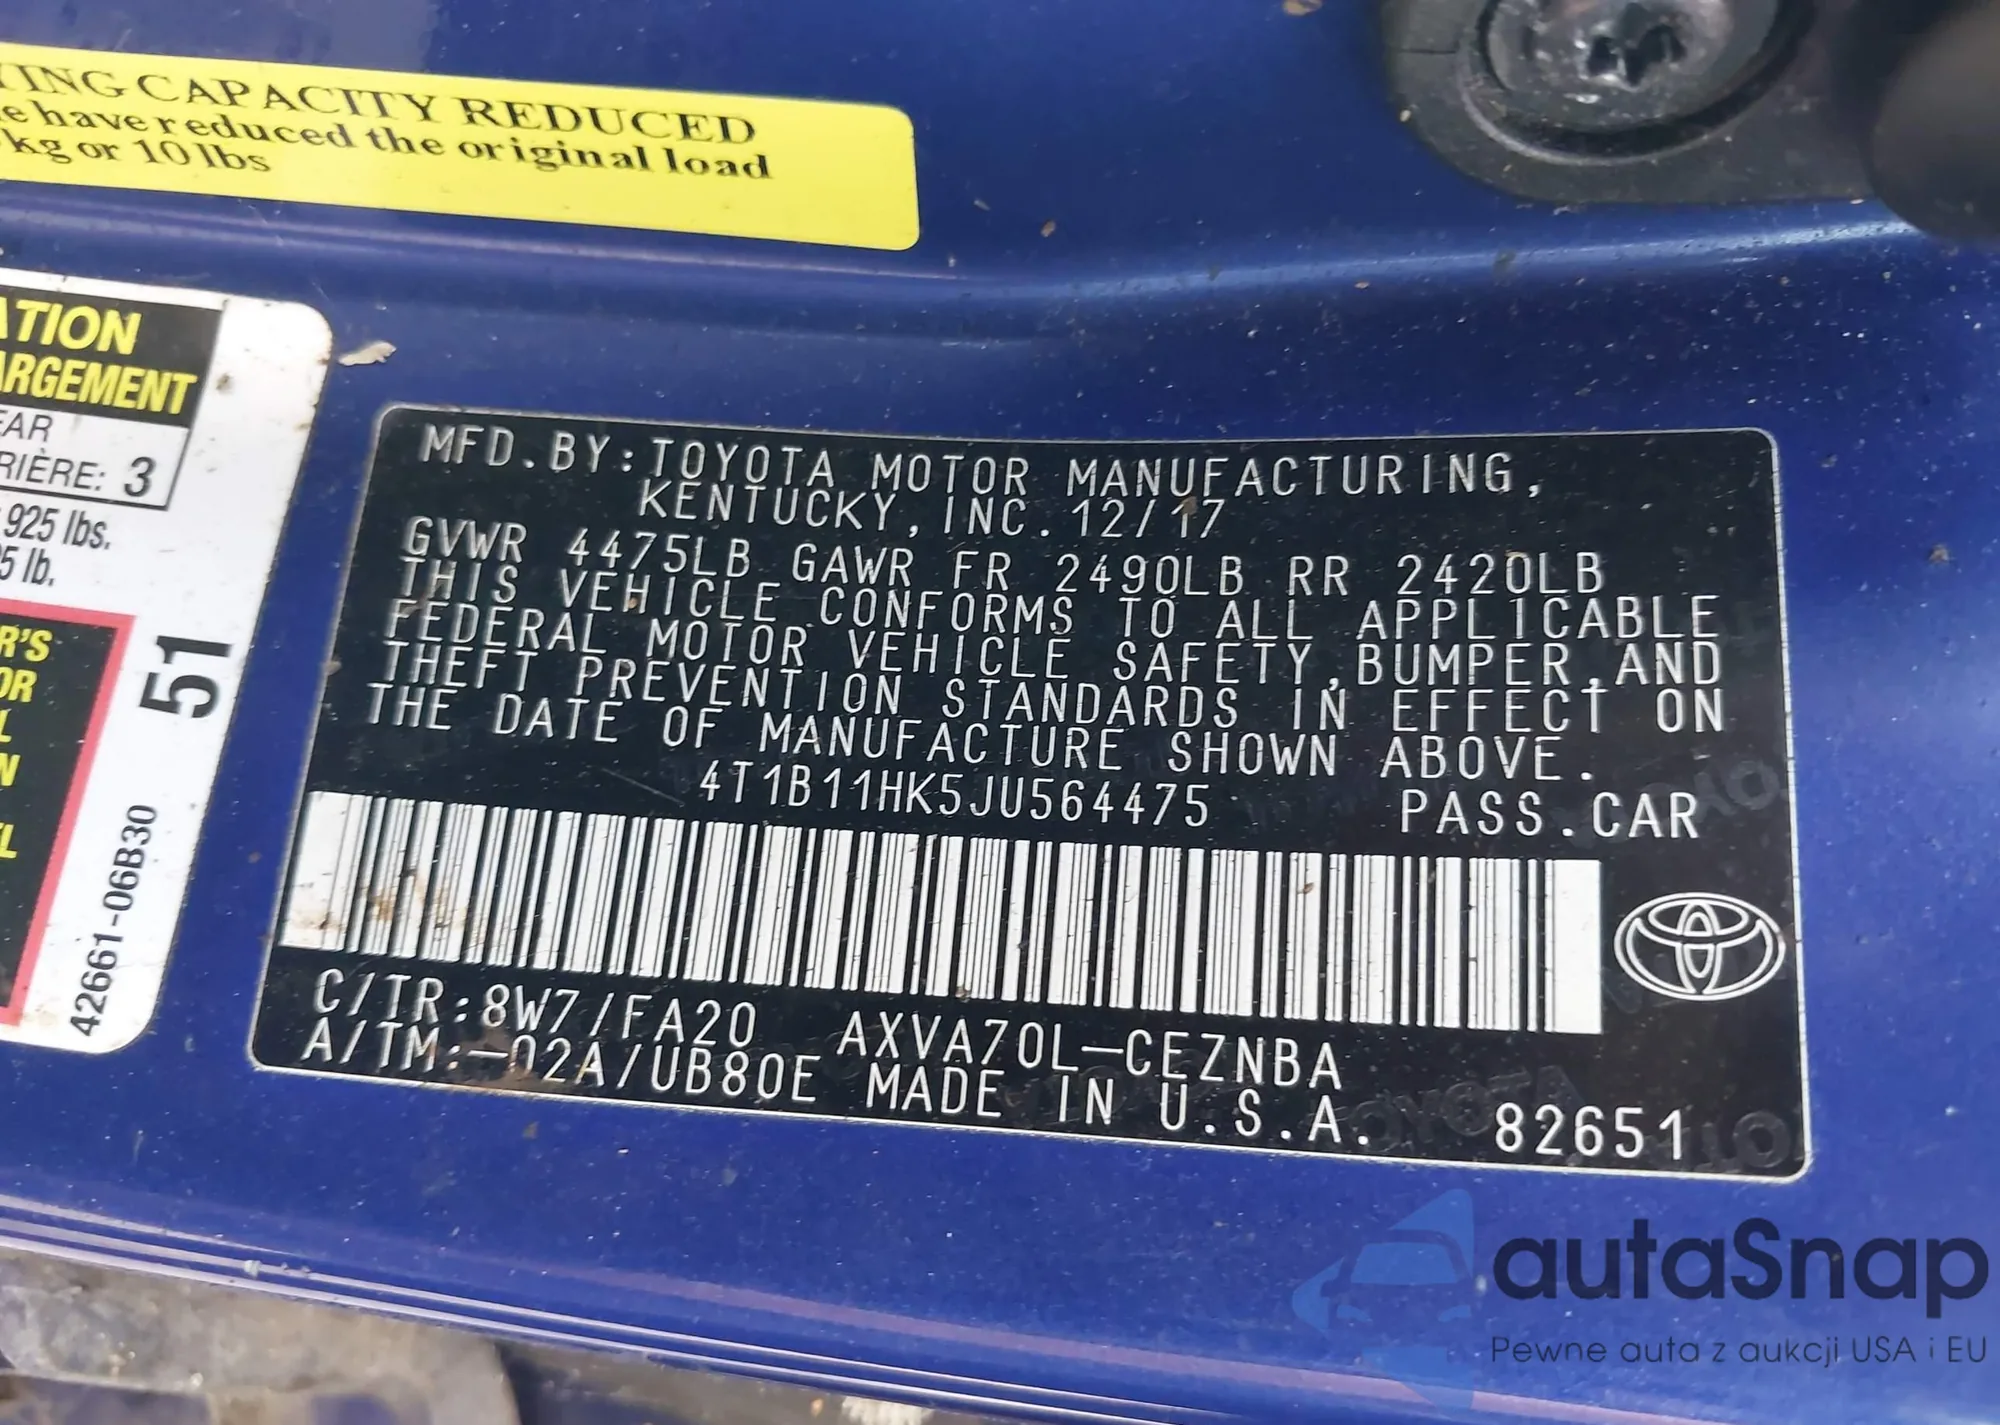 YING CAPACITY REDUCED
have reduced the original load
kg or 10 lbs
ATION
ARGEMENT
EAR
RIÈRE: 3
925 lbs.
5 lb.
R'S
OR
L
N
EL
51
42661-06B30
MFD.BY:TOYOTA MOTOR MANUFACTURING,
KENTUCKY,INC. 12/17
GVWR 4475LB GAWR FR 2490LB RR 2420LB
THIS VEHICLE CONFORMS TO ALL APPLICABLE
FEDERAL MOTOR VEHICLE SAFETY,BUMPER,AND
THEFT PREVENTION STANDARDS IN EFFECT ON
THE DATE OF MANUFACTURE SHOWN ABOVE.
4T1B11HK5JU564475 PASS.CAR
C/TR:8W7/FA20 AXVA70L-CEZNBA
A/TM:-02A/UB80E MADE IN U.S.A. 82651
autaSnap
Pewne auta z aukcji USA i EU